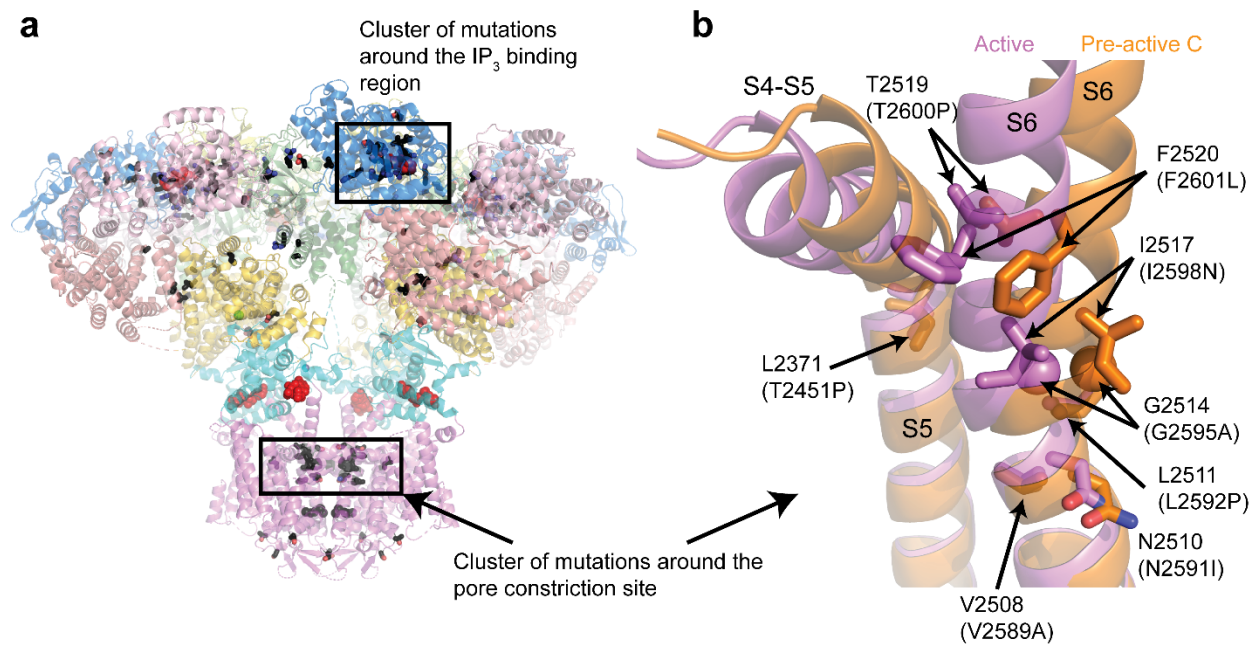 a
Cluster of mutations
around the IP3 binding
region
Cluster of mutations around the
pore constriction site
b
Active
Pre-active C
S4-S5
T2519
(T2600P)
S6
S6
F2520
(F2601L)
I2517
(I2598N)
L2371
(T2451P)
S5
G2514
(G2595A)
L2511
(L2592P)
N2510
(N2591I)
V2508
(V2589A)